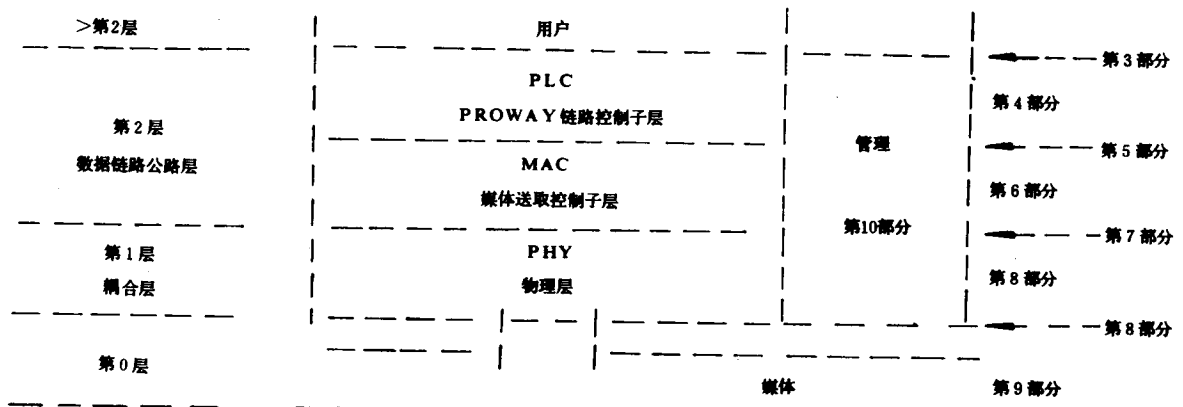 >第2层
用户
第3部分
PLC
第4部分
PROWAY链路控制子层
第2层
管理
第5部分
数据链路公路层
MAC
第6部分
媒体送取控制子层
第10部分
第7部分
第1层
PHY
第8部分
耦合层
物理层
第8部分
第0层
媒体
第9部分